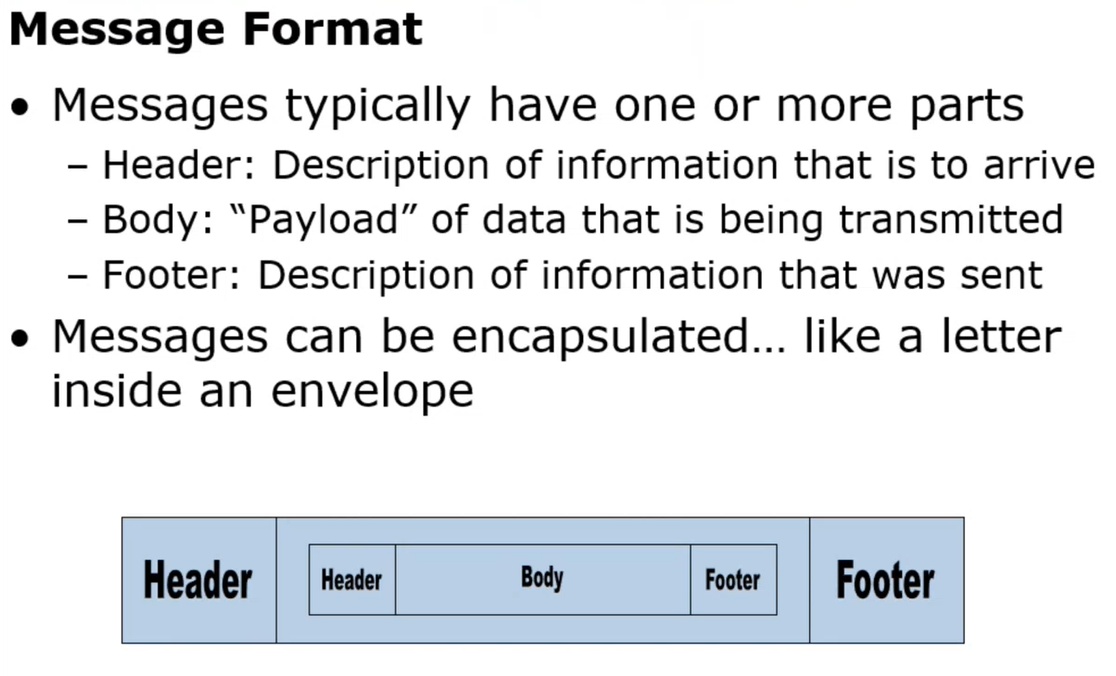 Message Format
• Messages typically have one or more parts
– Header: Description of information that is to arrive
– Body: “Payload” of data that is being transmitted
– Footer: Description of information that was sent
• Messages can be encapsulated… like a letter
inside an envelope
Header Header Body Footer Footer